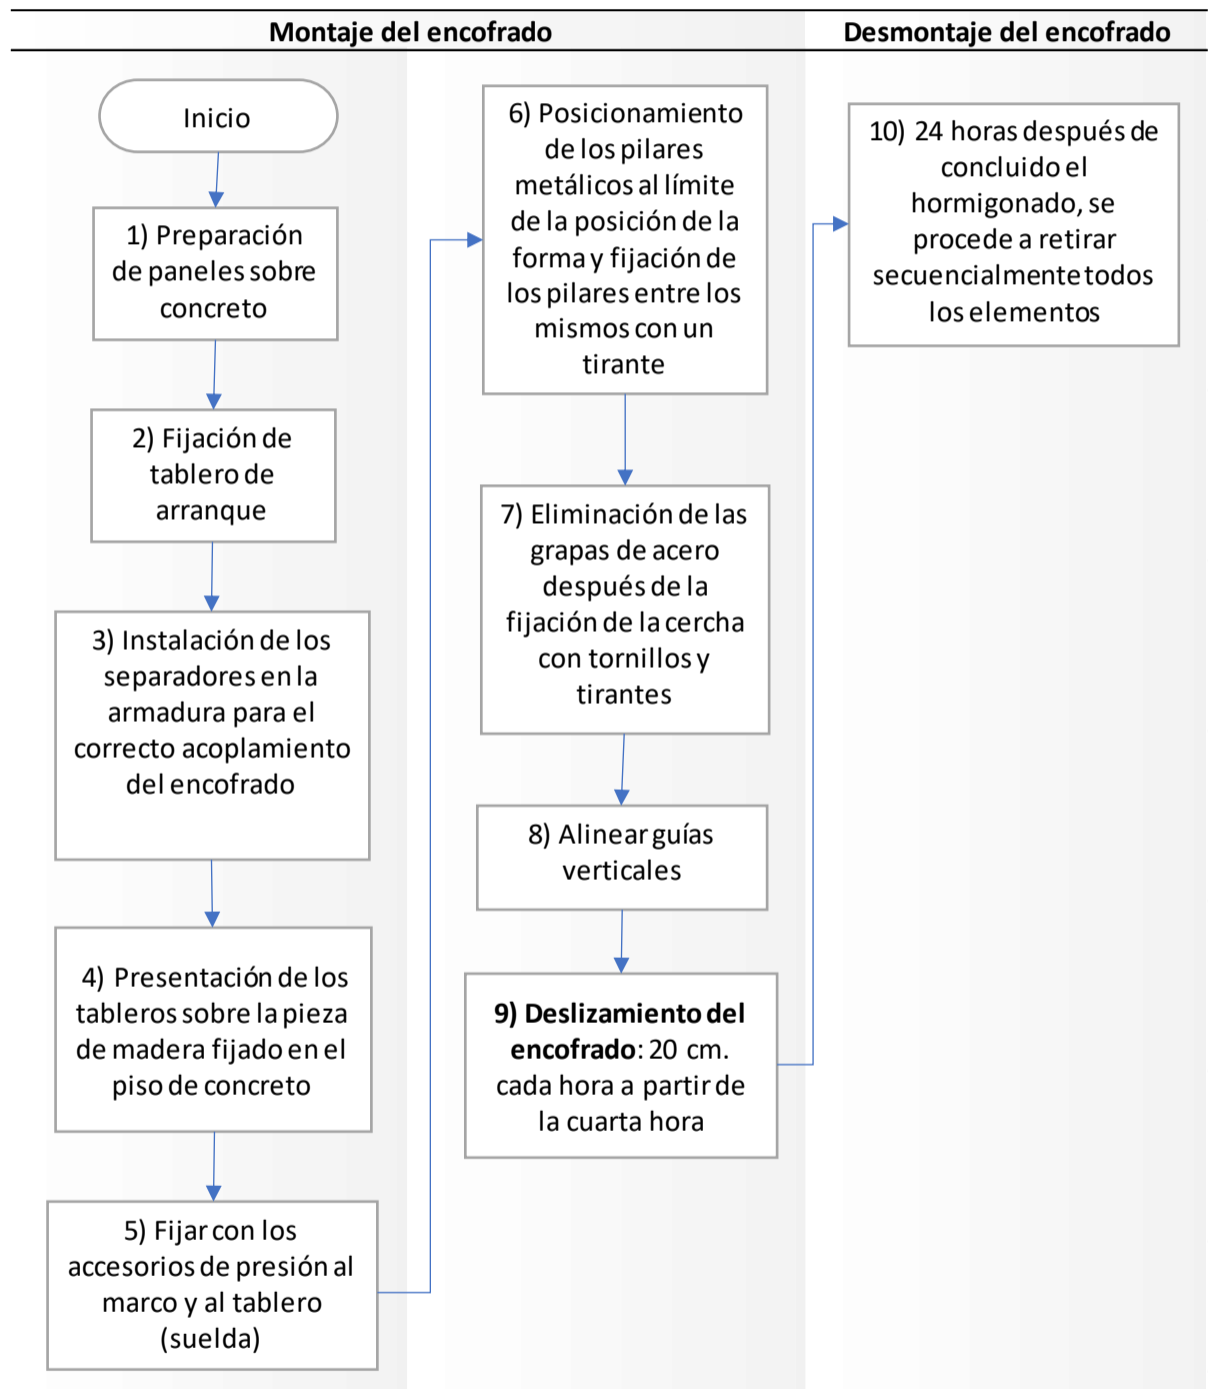 Montaje del encofrado
Desmontaje del encofrado
Inicio
1) Preparación
de paneles sobre
concreto
2) Fijación de
tablero de
arranque
3) Instalación de los
separadores en la
armadura para el
correcto acoplamiento
del encofrado
4) Presentación de los
tableros sobre la pieza
de madera fijado en el
piso de concreto
5) Fijar con los
accesorios de presión al
marco y al tablero
(suelda)
6) Posicionamiento
de los pilares
metálicos al límite
de la posición de la
forma y fijación de
los pilares entre los
mismos con un
tirante
7) Eliminación de las
grapas de acero
después de la
fijación de la cercha
con tornillos y
tirantes
8) Alinear guías
verticales
9) Deslizamiento del
encofrado: 20 cm.
cada hora a partir de
la cuarta hora
10) 24 horas después de
concluido el
hormigonado, se
procede a retirar
secuencialmente todos
los elementos